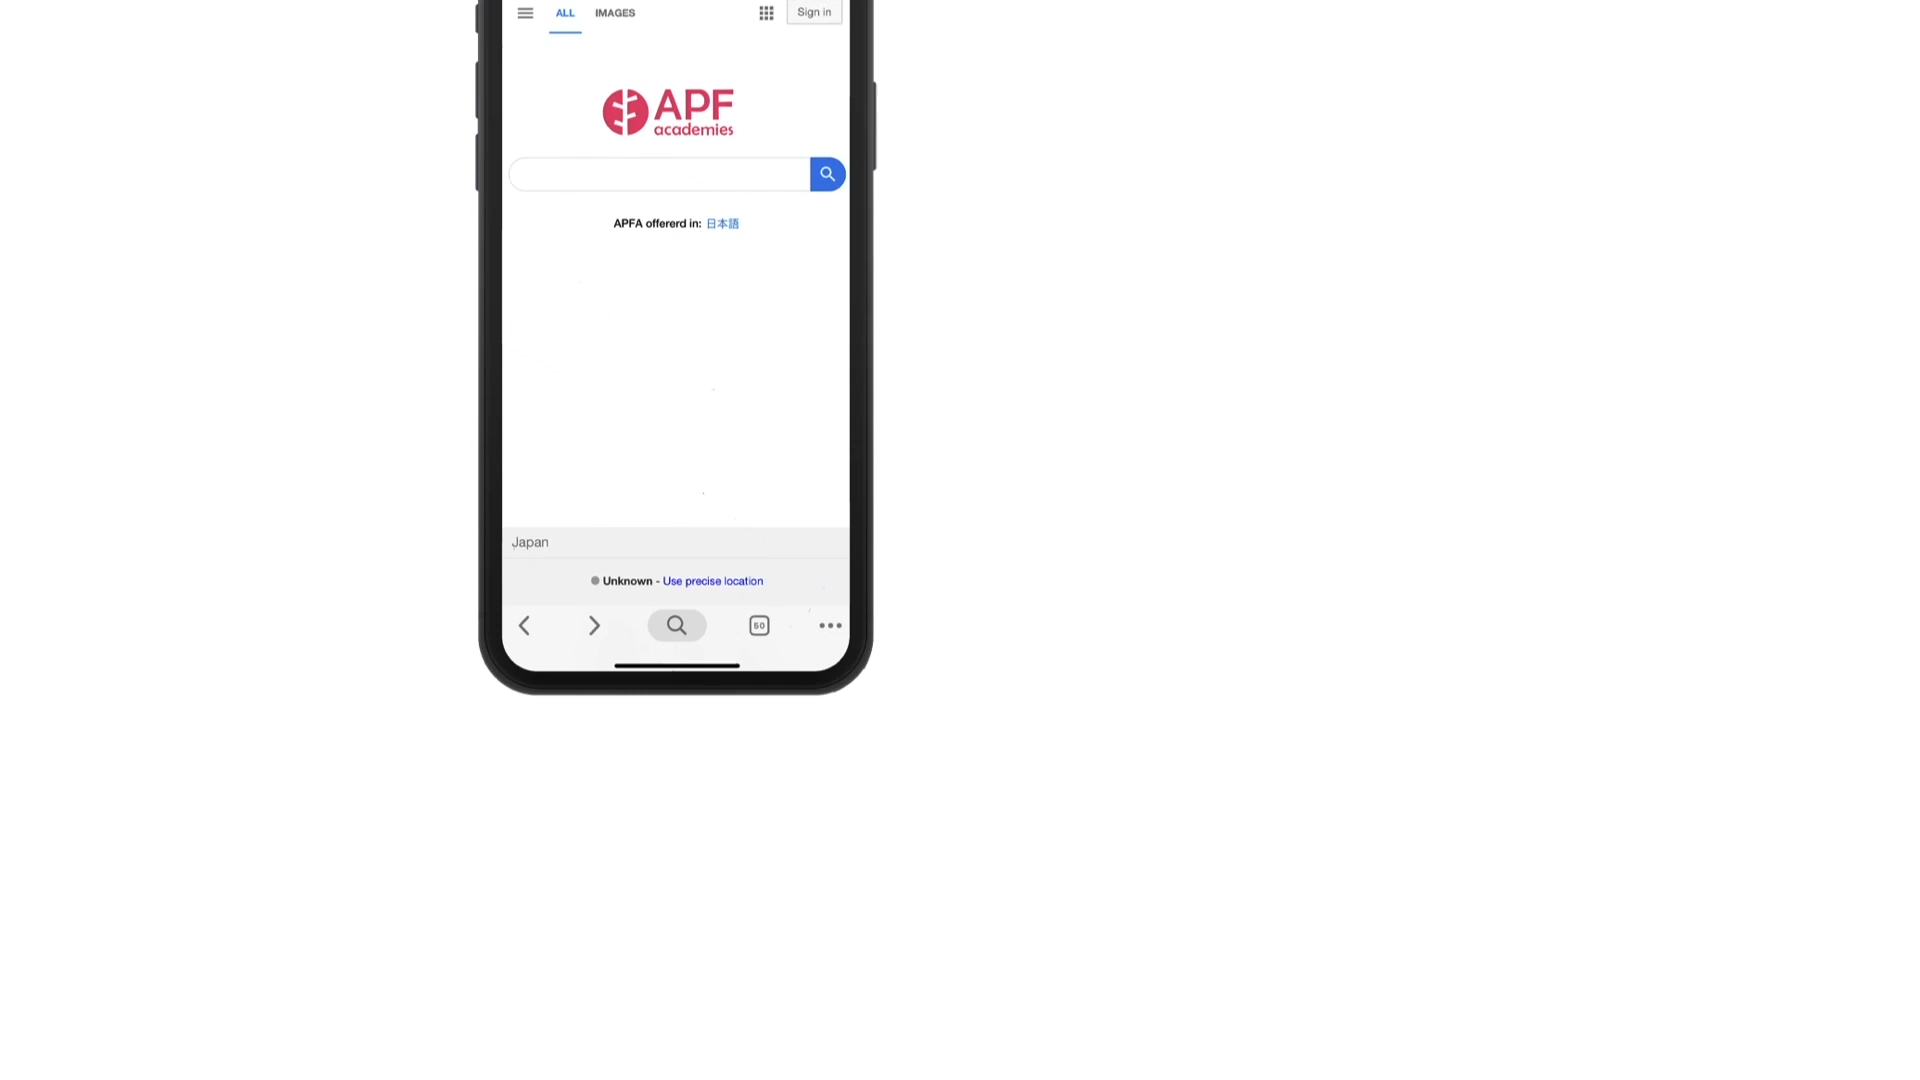 ALL IMAGES Sign in
APF
academies
APFA offererd in: 日本語
Japan
Unknown - Use precise location
50